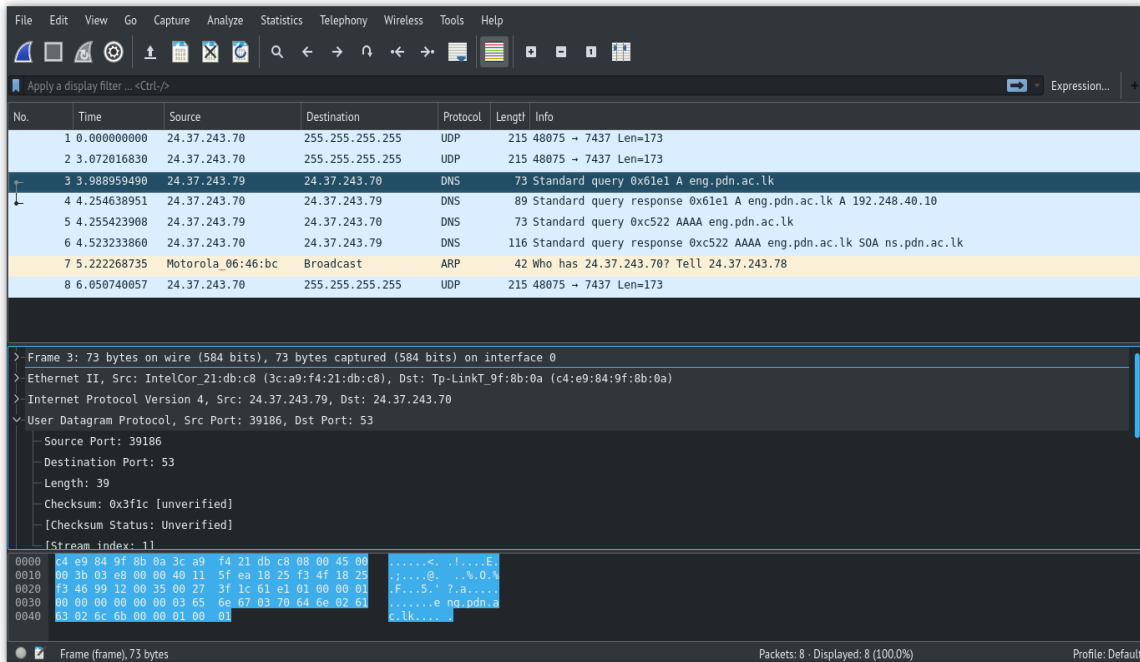 File Edit View Go Capture Analyze Statistics Telephony Wireless Tools Help
Apply a display filter ... <Ctrl-/> Expression... +
No. Time Source Destination Protocol Length Info
1 0.000000000 24.37.243.70 255.255.255.255 UDP 215 48075 → 7437 Len=173
2 3.072016830 24.37.243.70 255.255.255.255 UDP 215 48075 → 7437 Len=173
3 3.988959490 24.37.243.79 24.37.243.70 DNS 73 Standard query 0x61e1 A eng.pdn.ac.lk
4 4.254638951 24.37.243.70 24.37.243.79 DNS 89 Standard query response 0x61e1 A eng.pdn.ac.lk A 192.248.40.10
5 4.255423908 24.37.243.79 24.37.243.70 DNS 73 Standard query 0xc522 AAAA eng.pdn.ac.lk
6 4.523233860 24.37.243.70 24.37.243.79 DNS 116 Standard query response 0xc522 AAAA eng.pdn.ac.lk SOA ns.pdn.ac.lk
7 5.222268735 Motorola_06:46:bc Broadcast ARP 42 Who has 24.37.243.70? Tell 24.37.243.78
8 6.050740057 24.37.243.70 255.255.255.255 UDP 215 48075 → 7437 Len=173
Frame 3: 73 bytes on wire (584 bits), 73 bytes captured (584 bits) on interface 0
Ethernet II, Src: IntelCor_21:db:c8 (3c:a9:f4:21:db:c8), Dst: Tp-LinkT_9f:8b:0a (c4:e9:84:9f:8b:0a)
Internet Protocol Version 4, Src: 24.37.243.79, Dst: 24.37.243.70
User Datagram Protocol, Src Port: 39186, Dst Port: 53
Source Port: 39186
Destination Port: 53
Length: 39
Checksum: 0x3f1c [unverified]
[Checksum Status: Unverified]
[Stream index: 1]
0000 c4 e9 84 9f 8b 0a 3c a9 f4 21 db c8 08 00 45 00 ......<. .!....E.
0010 00 3b 03 e8 00 00 40 11 5f ea 18 25 f3 4f 18 25 .;....@. _..%.O.%
0020 f3 46 99 12 00 35 00 27 3f 1c 61 e1 01 00 00 01 .F...5.' ?.a.....
0030 00 00 00 00 00 00 03 65 6e 67 03 70 64 6e 02 61 .......e ng.pdn.a
0040 63 02 6c 6b 00 00 01 00 01 c.lk.... .
Frame (frame), 73 bytes Packets: 8 · Displayed: 8 (100.0%) Profile: Default